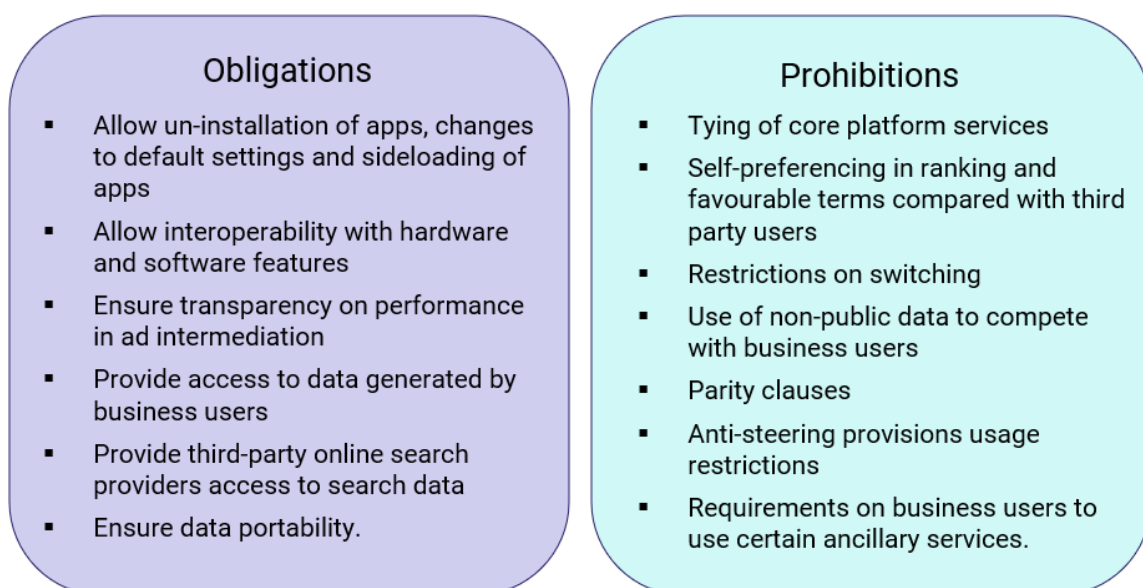 Obligations
▪ Allow un-installation of apps, changes
to default settings and sideloading of
apps
▪ Allow interoperability with hardware
and software features
▪ Ensure transparency on performance
in ad intermediation
▪ Provide access to data generated by
business users
▪ Provide third-party online search
providers access to search data
▪ Ensure data portability.
Prohibitions
▪ Tying of core platform services
▪ Self-preferencing in ranking and
favourable terms compared with third
party users
▪ Restrictions on switching
▪ Use of non-public data to compete
with business users
▪ Parity clauses
▪ Anti-steering provisions usage
restrictions
▪ Requirements on business users to
use certain ancillary services.